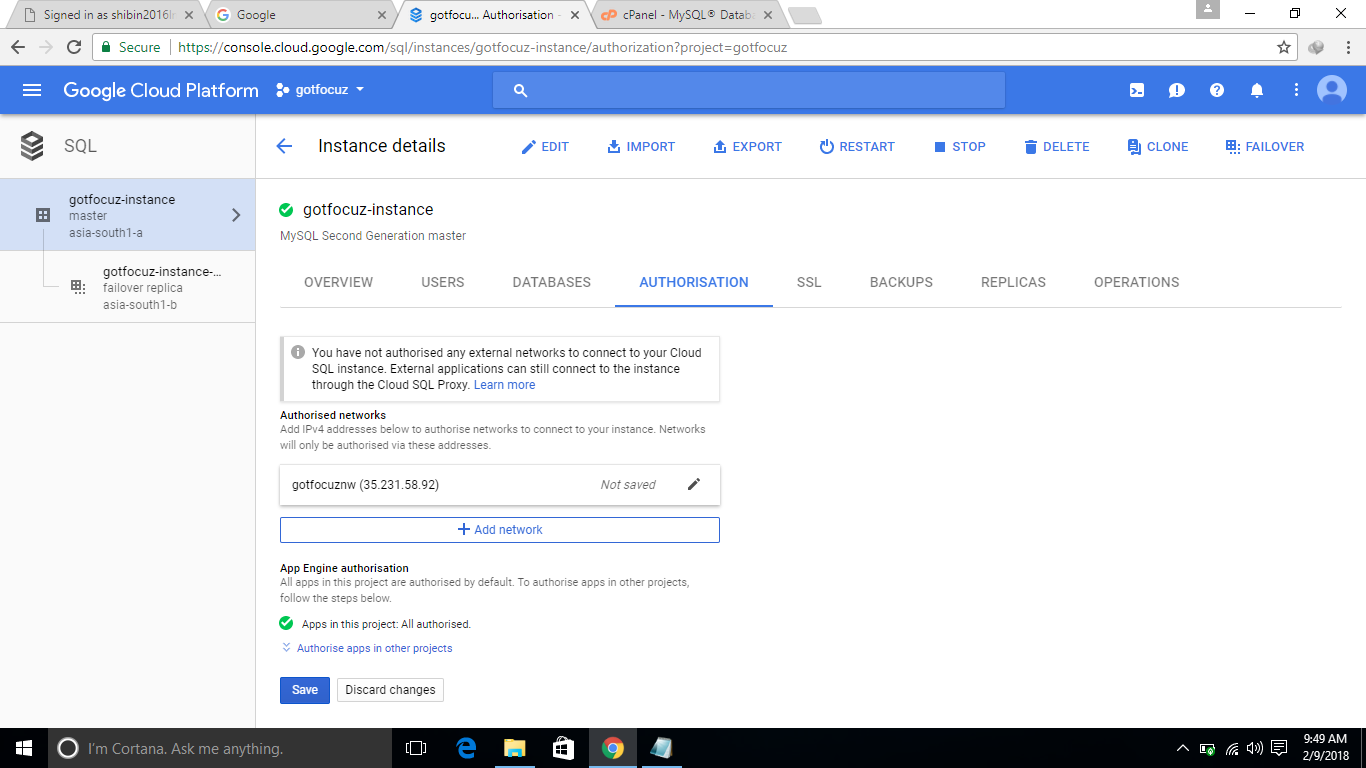 Signed in as shibin2016lr
Google
gotfocu... Authorisation -
cPanel - MySQL® Datab
Secure
https://console.cloud.google.com/sql/instances/gotfocuz-instance/authorization?project=gotfocuz
Google Cloud Platform
gotfocuz
SQL
Instance details
EDIT
IMPORT
EXPORT
RESTART
STOP
DELETE
CLONE
FAILOVER
gotfocuz-instance
master
asia-south1-a
gotfocuz-instance-...
failover replica
asia-south1-b
gotfocuz-instance
MySQL Second Generation master
OVERVIEW
USERS
DATABASES
AUTHORISATION
SSL
BACKUPS
REPLICAS
OPERATIONS
You have not authorised any external networks to connect to your Cloud
SQL instance. External applications can still connect to the instance
through the Cloud SQL Proxy. Learn more
Authorised networks
Add IPv4 addresses below to authorise networks to connect to your instance. Networks
will only be authorised via these addresses.
gotfocuznw (35.231.58.92)
Not saved
Add network
App Engine authorisation
All apps in this project are authorised by default. To authorise apps in other projects,
follow the steps below.
Apps in this project: All authorised.
Authorise apps in other projects
Save
Discard changes
I'm Cortana. Ask me anything.
9:49 AM
2/9/2018